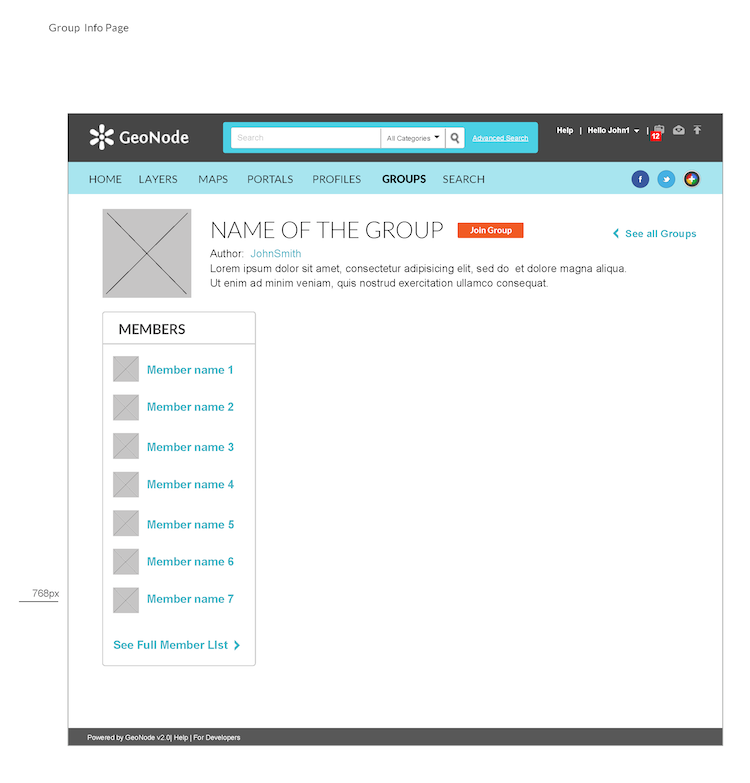 Group Info Page
GeoNode
Search
All Categories
Advanced Search
Help | Hello John! |
12
HOME LAYERS MAPS PORTALS PROFILES GROUPS SEARCH
NAME OF THE GROUP
Join Group
See all Groups
Author: JohnSmith
Lorem ipsum dolor sit amet, consectetur adipisicing elit, sed do et dolore magna aliqua.
Ut enim ad minim veniam, quis nostrud exercitation ullamco consequat.
MEMBERS
Member name 1
Member name 2
Member name 3
Member name 4
Member name 5
Member name 6
Member name 7
768px
See Full Member LIst
Powered by GeoNode v2.0| Help | For Developers